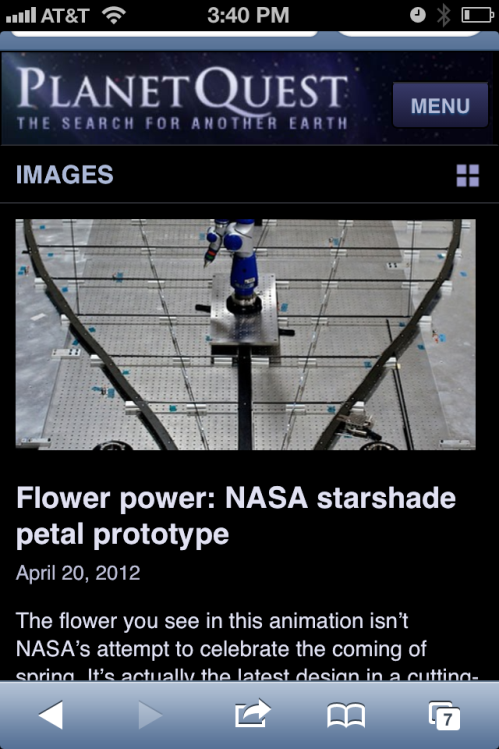 AT&T 3:40 PM
PLANETQUEST
THE SEARCH FOR ANOTHER EARTH
MENU
IMAGES
Flower power: NASA starshade
petal prototype
April 20, 2012
The flower you see in this animation isn't
NASA's attempt to celebrate the coming of
spring. It's actually the latest design in a cutting-
7